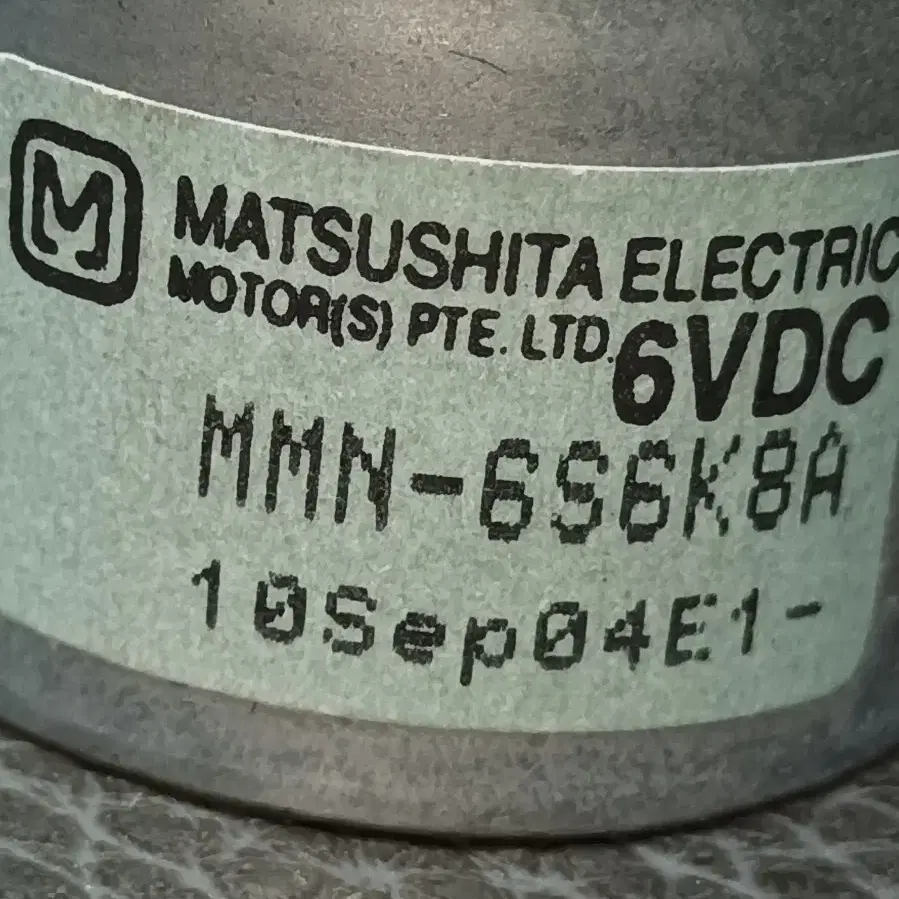 M
MATSUSHITA ELECTRIC
MOTOR(S) PTE. LTD.
6VDC
MMN-6S6K8A
10Sep04E1-